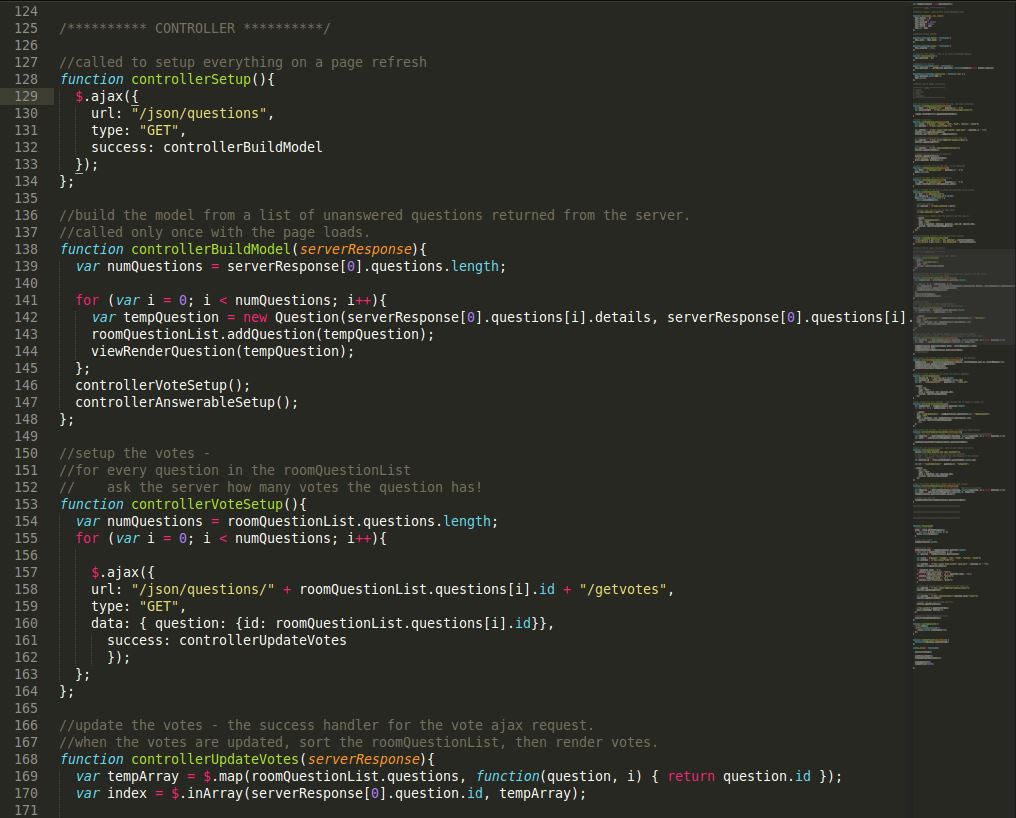 124
125 /********** CONTROLLER **********/
126
127 //called to setup everything on a page refresh
128 function controllerSetup(){
129   $.ajax({
130     url: "/json/questions",
131     type: "GET",
132     success: controllerBuildModel
133   });
134 };
135
136 //build the model from a list of unanswered questions returned from the server.
137 //called only once with the page loads.
138 function controllerBuildModel(serverResponse){
139   var numQuestions = serverResponse[0].questions.length;
140
141   for (var i = 0; i < numQuestions; i++){
142     var tempQuestion = new Question(serverResponse[0].questions[i].details, serverResponse[0].questions[i].
143     roomQuestionList.addQuestion(tempQuestion);
144     viewRenderQuestion(tempQuestion);
145   };
146   controllerVoteSetup();
147   controllerAnswerableSetup();
148 };
149
150 //setup the votes -
151 //for every question in the roomQuestionList
152 //    ask the server how many votes the question has!
153 function controllerVoteSetup(){
154   var numQuestions = roomQuestionList.questions.length;
155   for (var i = 0; i < numQuestions; i++){
156
157     $.ajax({
158     url: "/json/questions/" + roomQuestionList.questions[i].id + "/getvotes",
159     type: "GET",
160     data: { question: {id: roomQuestionList.questions[i].id}},
161       success: controllerUpdateVotes
162       });
163   };
164 };
165
166 //update the votes - the success handler for the vote ajax request.
167 //when the votes are updated, sort the roomQuestionList, then render votes.
168 function controllerUpdateVotes(serverResponse){
169   var tempArray = $.map(roomQuestionList.questions, function(question, i) { return question.id });
170   var index = $.inArray(serverResponse[0].question.id, tempArray);
171